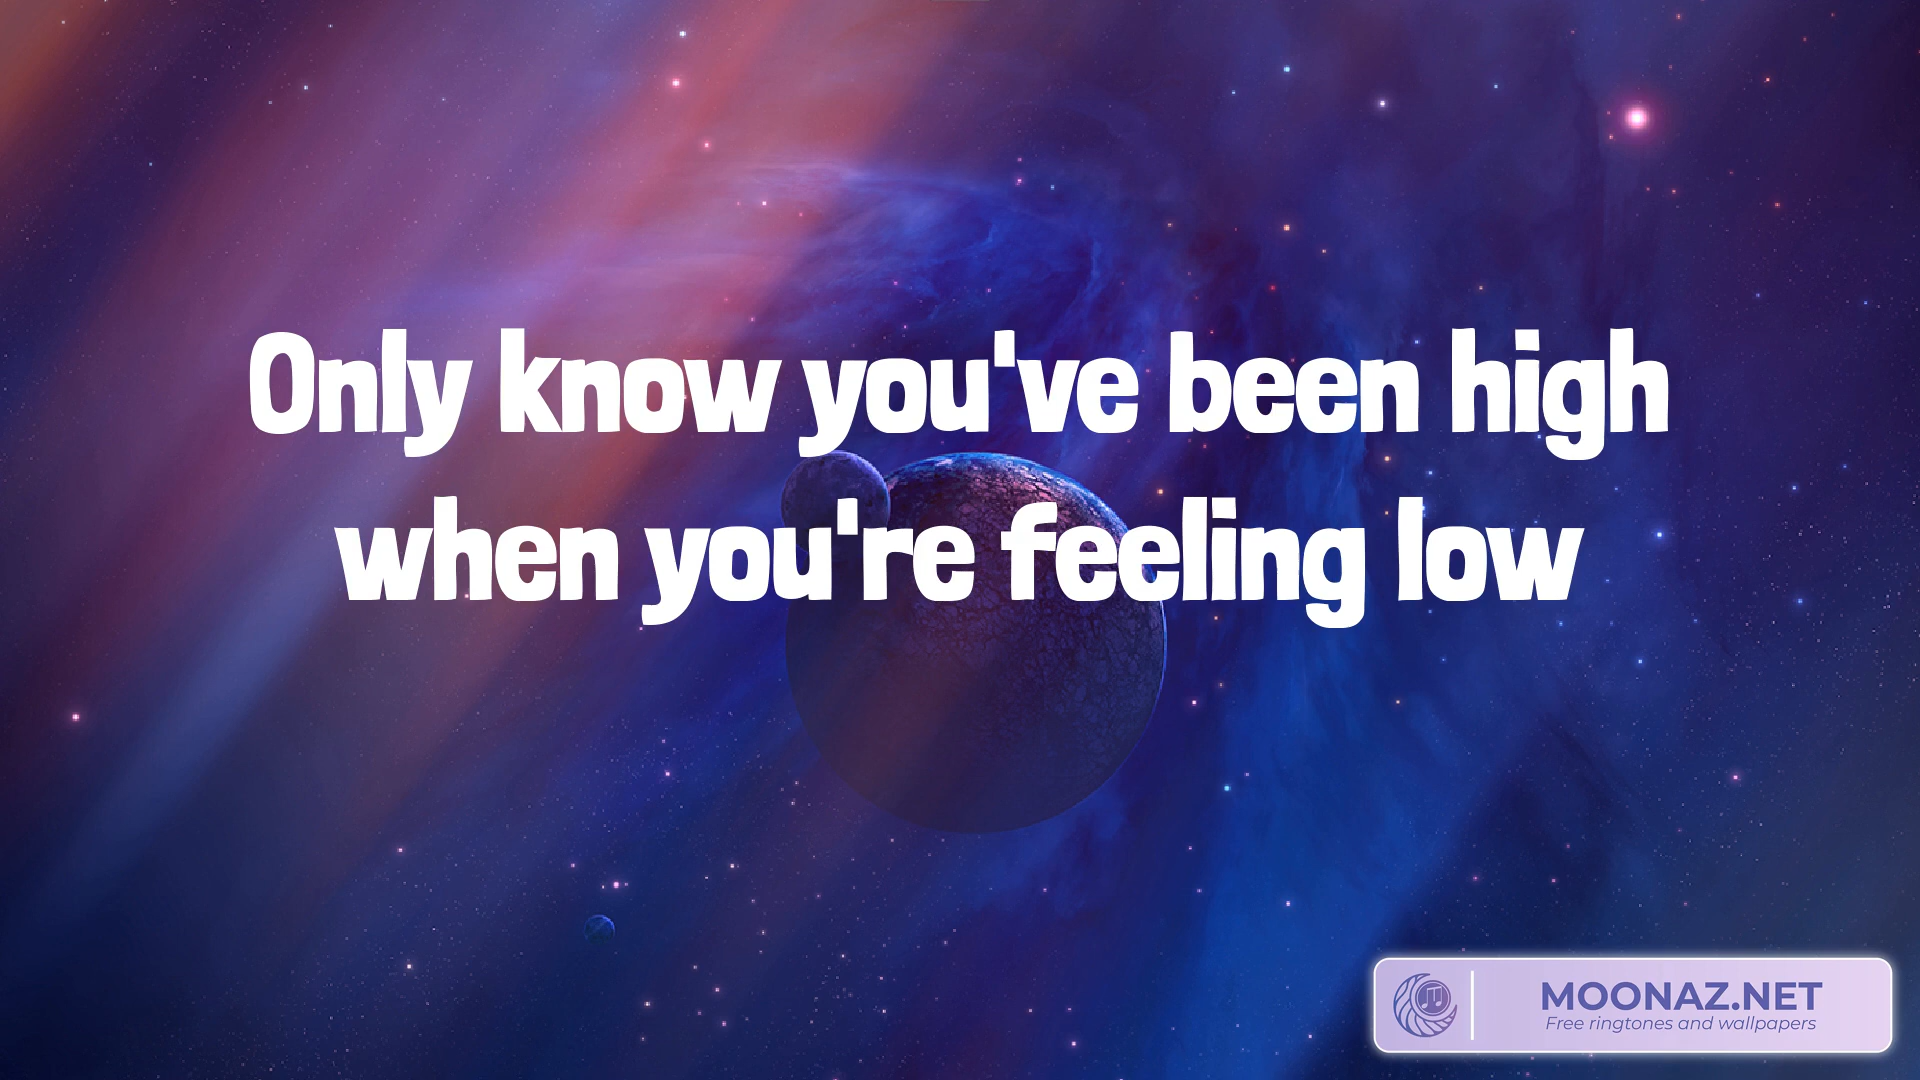 Only know you've been high
when you're feeling low
MOONAZ.NET
Free ringtones and wallpapers